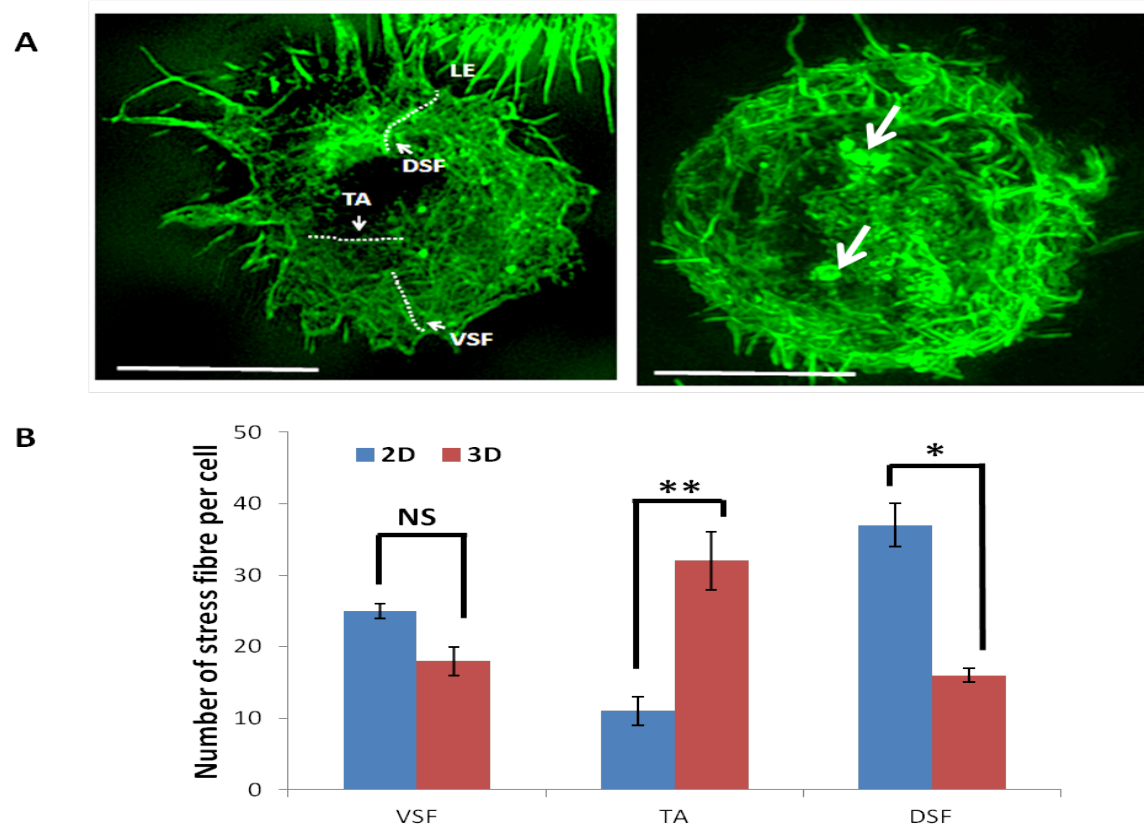 A
LE
DSF
TA
VSF
B
Number of stress fibre per cell
50
40
30
20
10
0
2D 3D
NS
**
*
VSF TA DSF